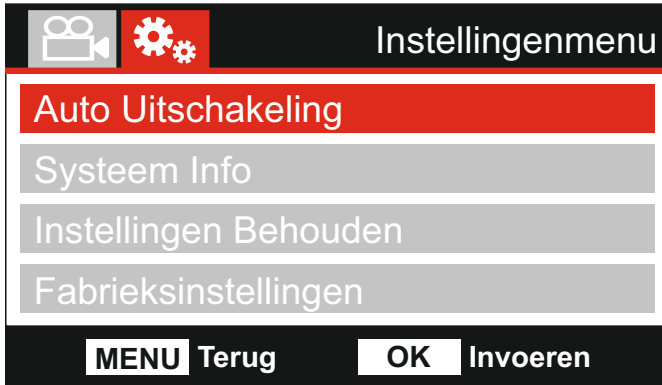 Instellingenmenu
Auto Uitschakeling
Systeem Info
Instellingen Behouden
Fabrieksinstellingen
MENU Terug OK Invoeren